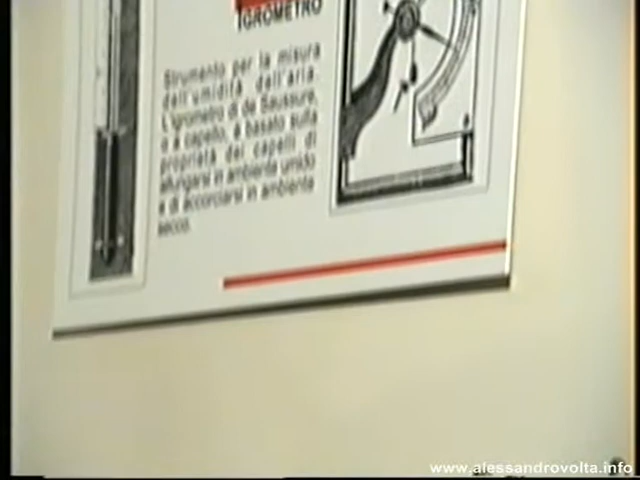 IGROMETRO
Strumento per la misura
dell'umidità dell'aria.
L'igrometro di de Saussure,
o a capello, è basato sulla
proprietà dei capelli di
allungarsi in ambiente umido
e di accorciarsi in ambiente
secco.
www.alessandrovolta.info